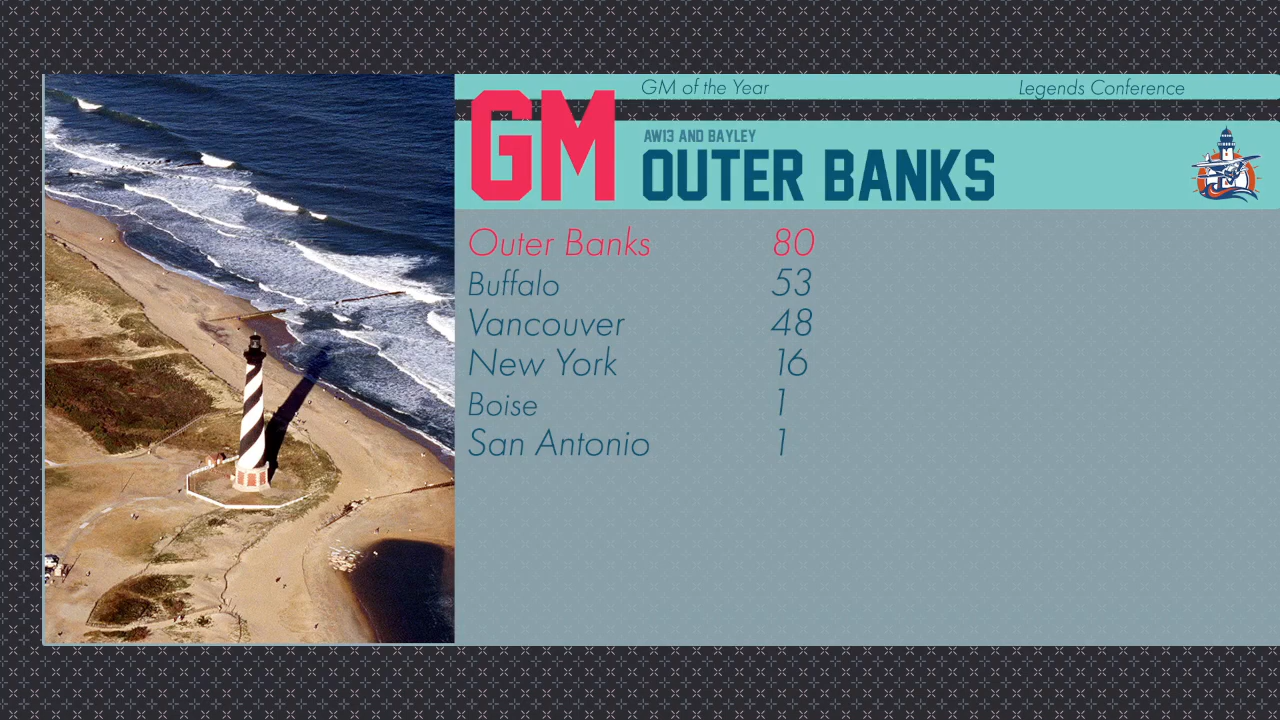 GM of the Year
Legends Conference
GM
AW13 AND BAYLEY
OUTER BANKS
Outer Banks 80
Buffalo 53
Vancouver 48
New York 16
Boise 1
San Antonio 1